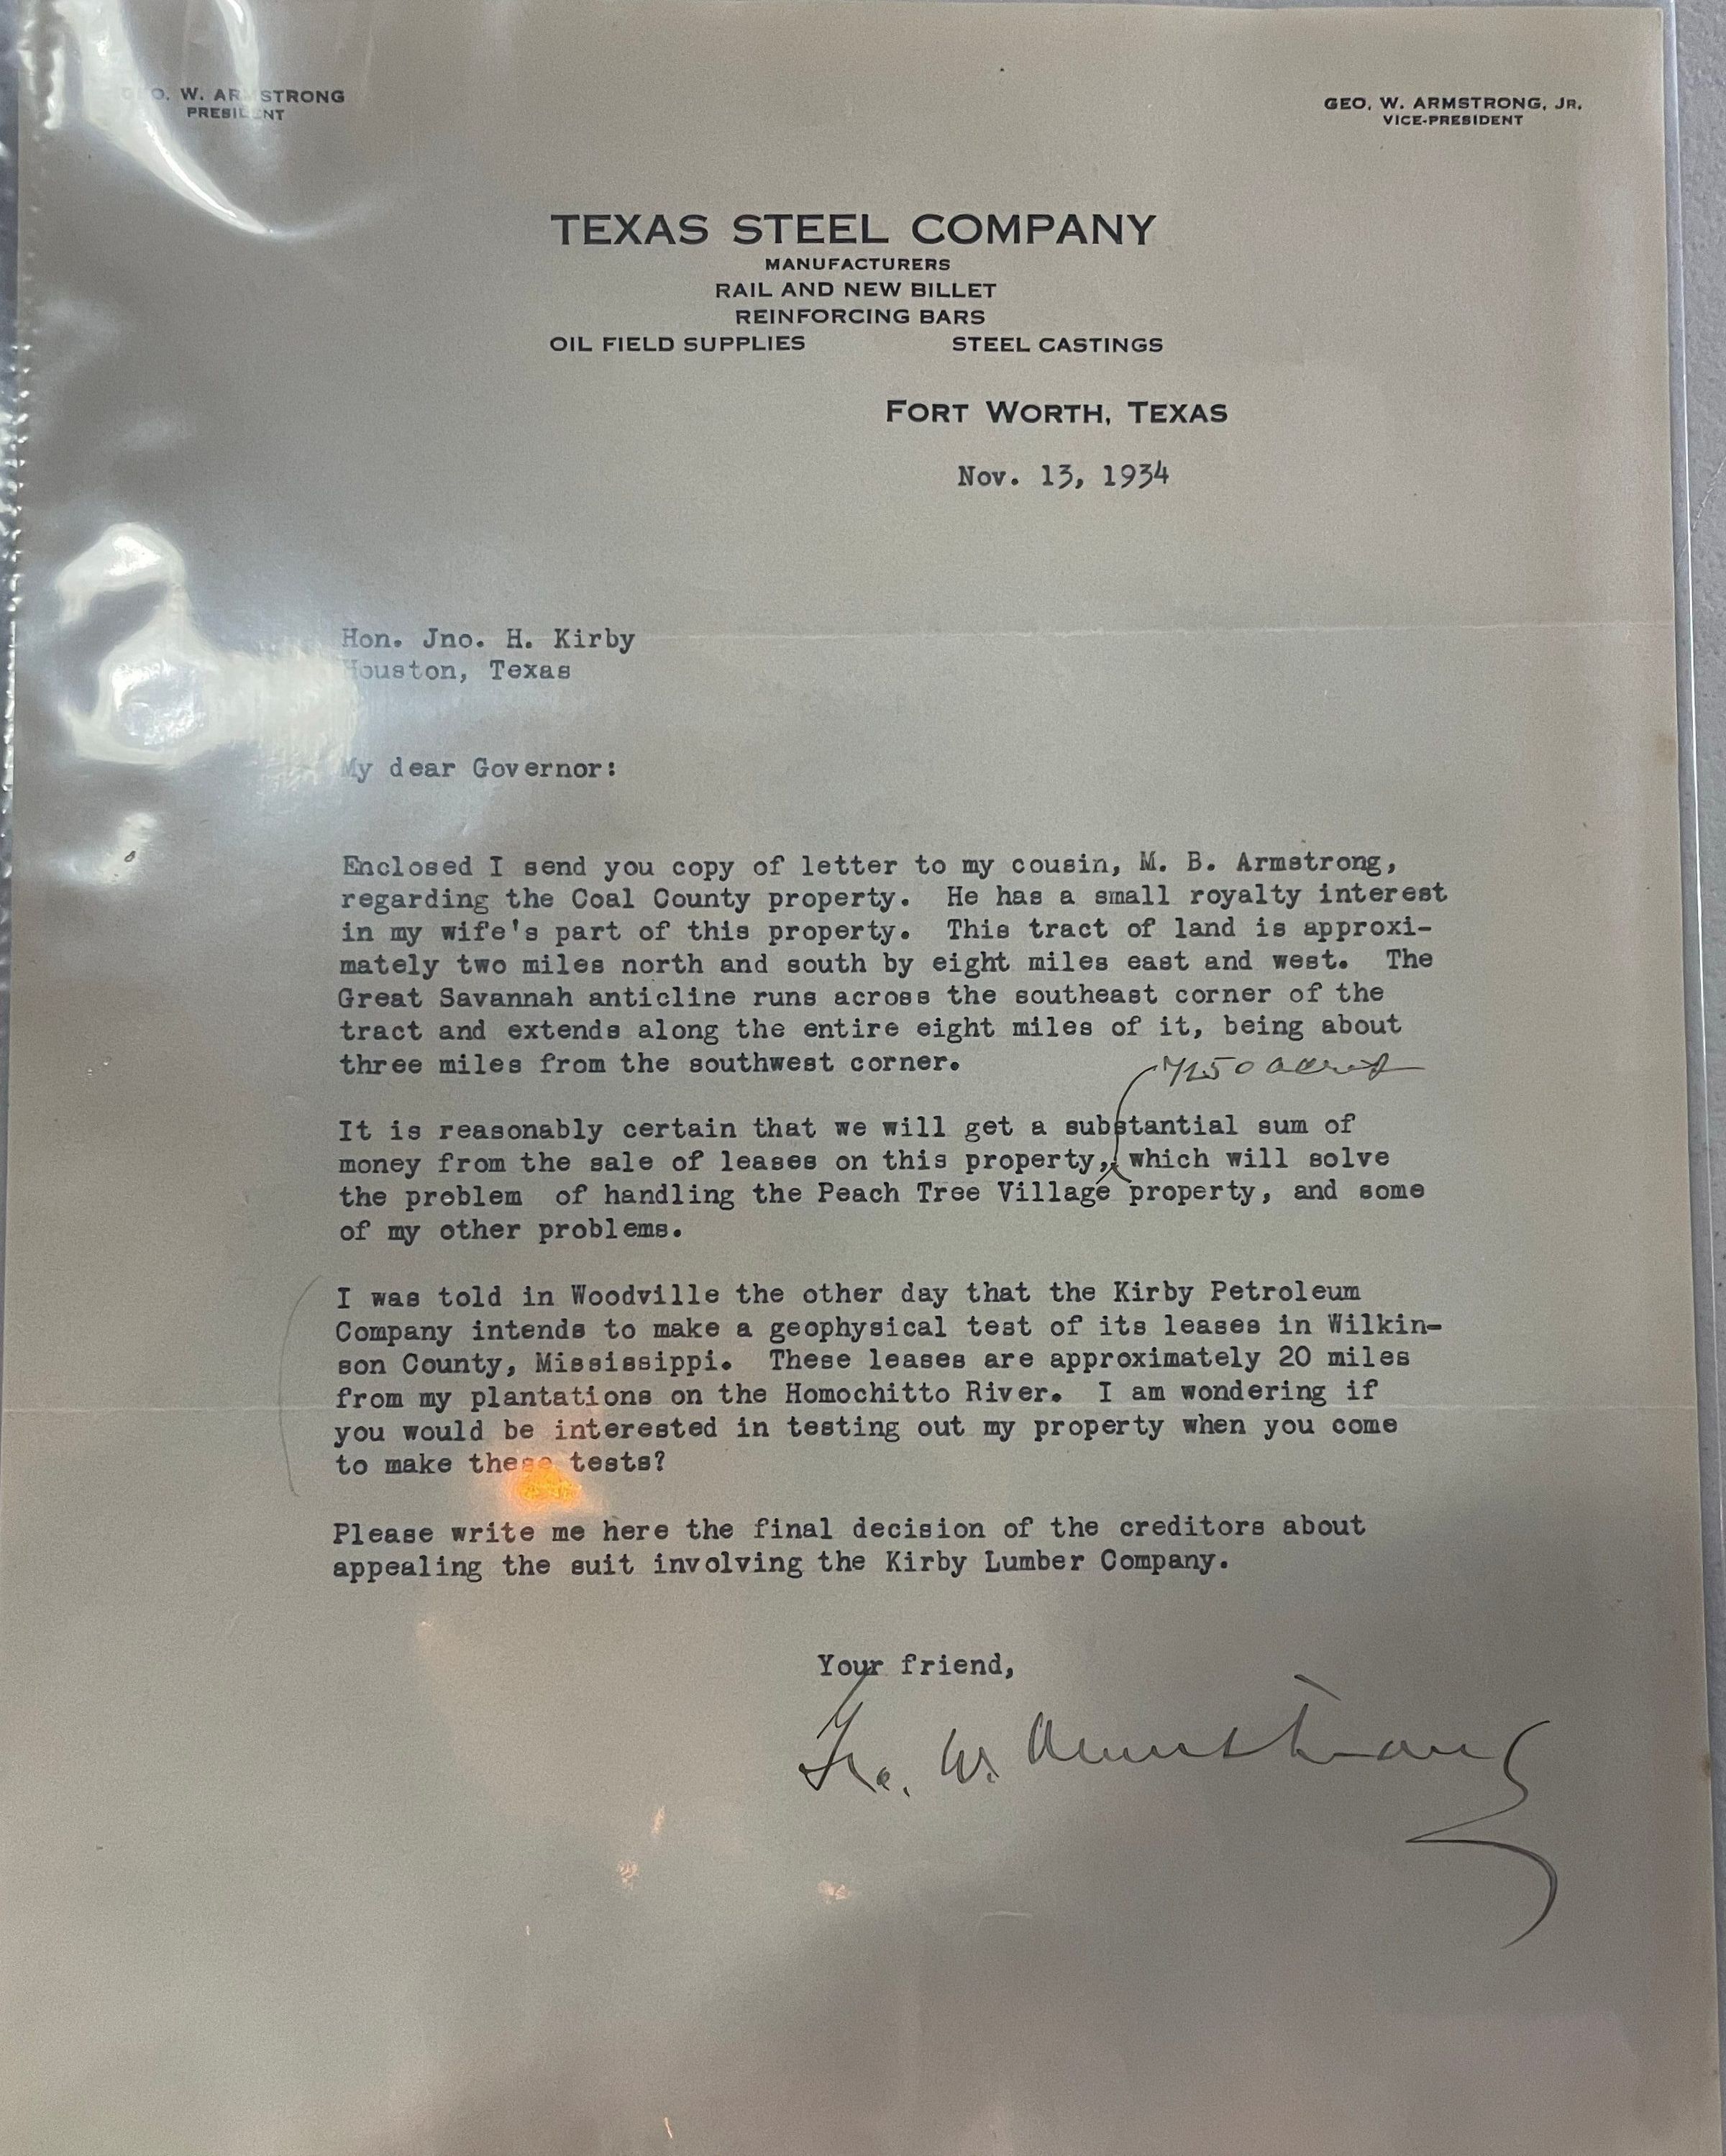 GEO. W. ARMSTRONG
PRESIDENT
GEO. W. ARMSTRONG, JR.
VICE-PRESIDENT
TEXAS STEEL COMPANY
MANUFACTURERS
RAIL AND NEW BILLET
REINFORCING BARS
OIL FIELD SUPPLIES STEEL CASTINGS
FORT WORTH, TEXAS
Nov. 13, 1934
Hon. Jno. H. Kirby
Houston, Texas
My dear Governor:
Enclosed I send you copy of letter to my cousin, M. B. Armstrong,
regarding the Coal County property. He has a small royalty interest
in my wife's part of this property. This tract of land is approxi-
mately two miles north and south by eight miles east and west. The
Great Savannah anticline runs across the southeast corner of the
tract and extends along the entire eight miles of it, being about
three miles from the southwest corner.
acres
It is reasonably certain that we will get a substantial sum of
money from the sale of leases on this property, which will solve
the problem of handling the Peach Tree Village property, and some
of my other problems.
I was told in Woodville the other day that the Kirby Petroleum
Company intends to make a geophysical test of its leases in Wilkin-
son County, Mississippi. These leases are approximately 20 miles
from my plantations on the Homochitto River. I am wondering if
you would be interested in testing out my property when you come
to make these tests?
Please write me here the final decision of the creditors about
appealing the suit involving the Kirby Lumber Company.
Your friend,
Geo. W. Armstrong